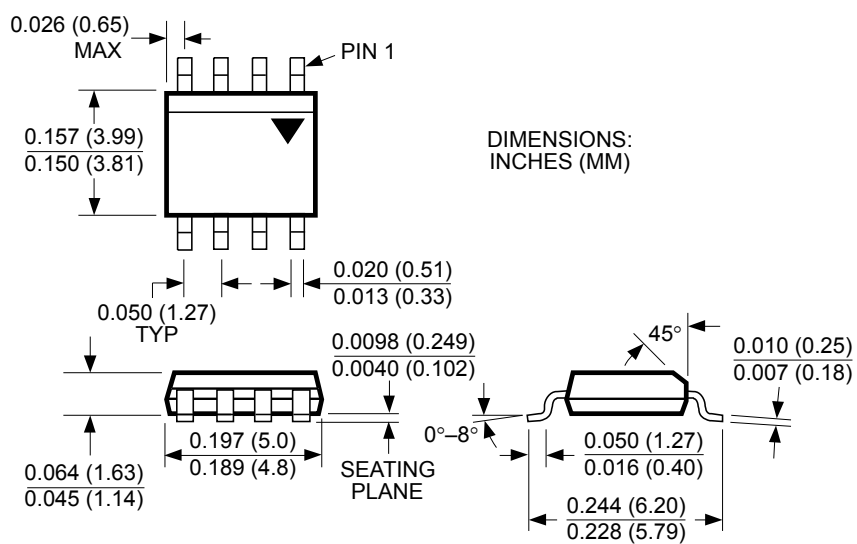 0.026 (0.65)
MAX
PIN 1
0.157 (3.99)
0.150 (3.81)
DIMENSIONS:
INCHES (MM)
0.050 (1.27)
TYP
0.020 (0.51)
0.013 (0.33)
0.0098 (0.249)
0.0040 (0.102)
45°
0.010 (0.25)
0.007 (0.18)
0°–8°
0.064 (1.63)
0.045 (1.14)
0.197 (5.0)
0.189 (4.8)
SEATING
PLANE
0.050 (1.27)
0.016 (0.40)
0.244 (6.20)
0.228 (5.79)